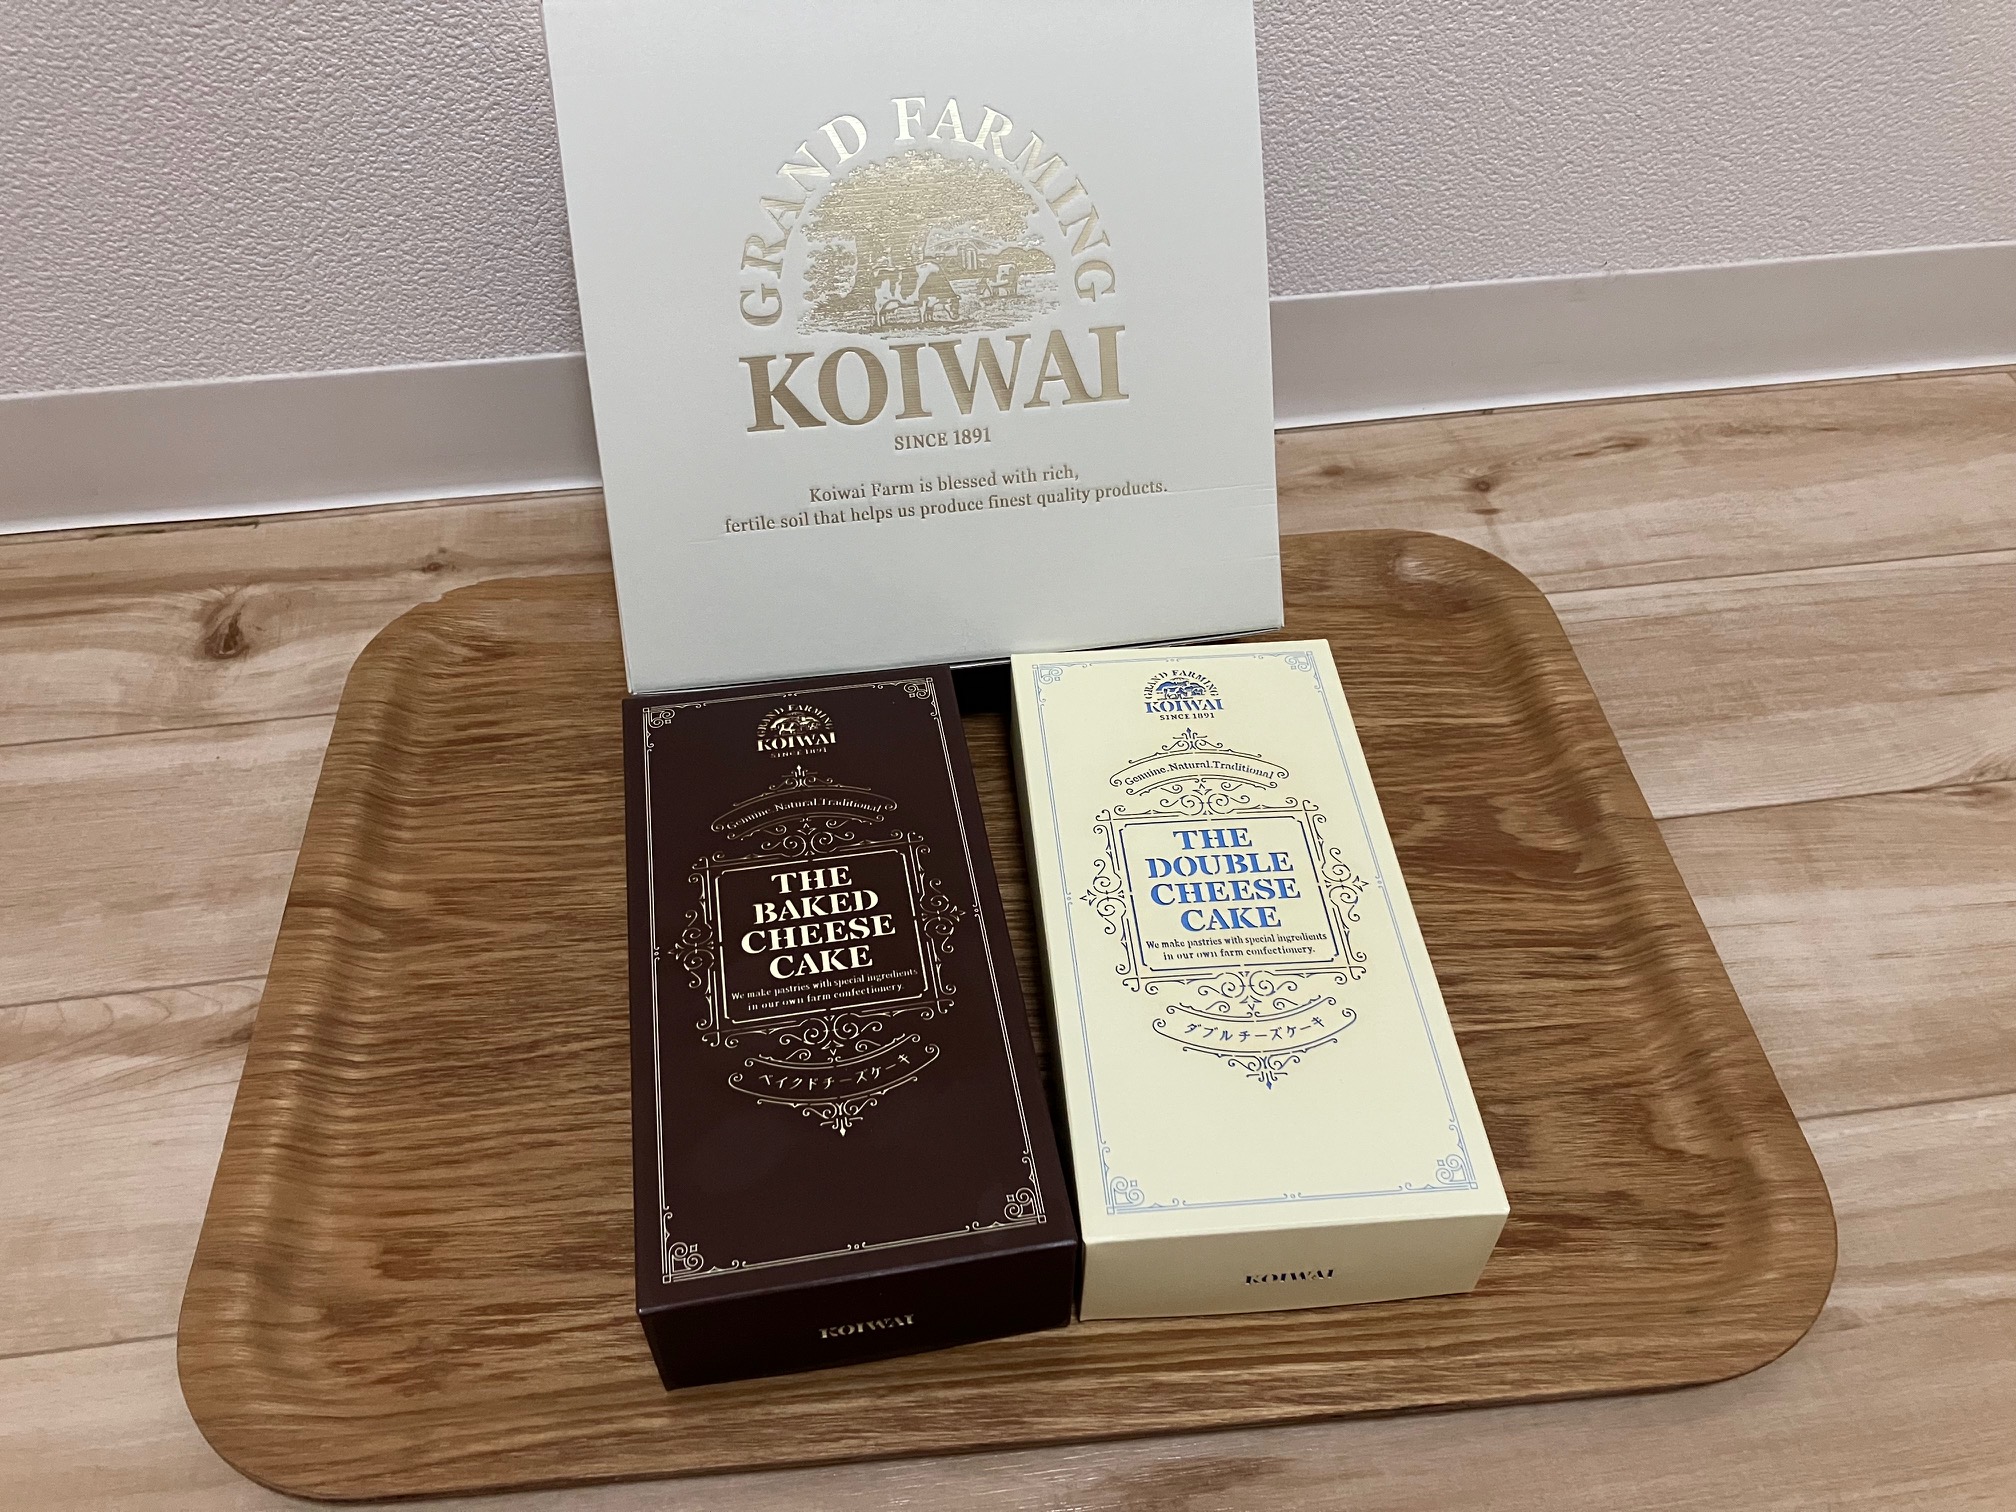 GRAND FARMING
KOIWAI
SINCE 1891
Koiwai Farm is blessed with rich,
fertile soil that helps us produce finest quality products.
GRAND FARMING
KOIWAI
SINCE 1891
Genuine.Natural.Traditional
THE
BAKED
CHEESE
CAKE
We make pastries with special ingredients
in our own farm confectionery.
ベイクドチーズケーキ
KOIWAI
GRAND FARMING
KOIWAI
SINCE 1891
Genuine.Natural.Traditional
THE
DOUBLE
CHEESE
CAKE
We make pastries with special ingredients
in our own farm confectionery.
ダブルチーズケーキ
KOIWAI